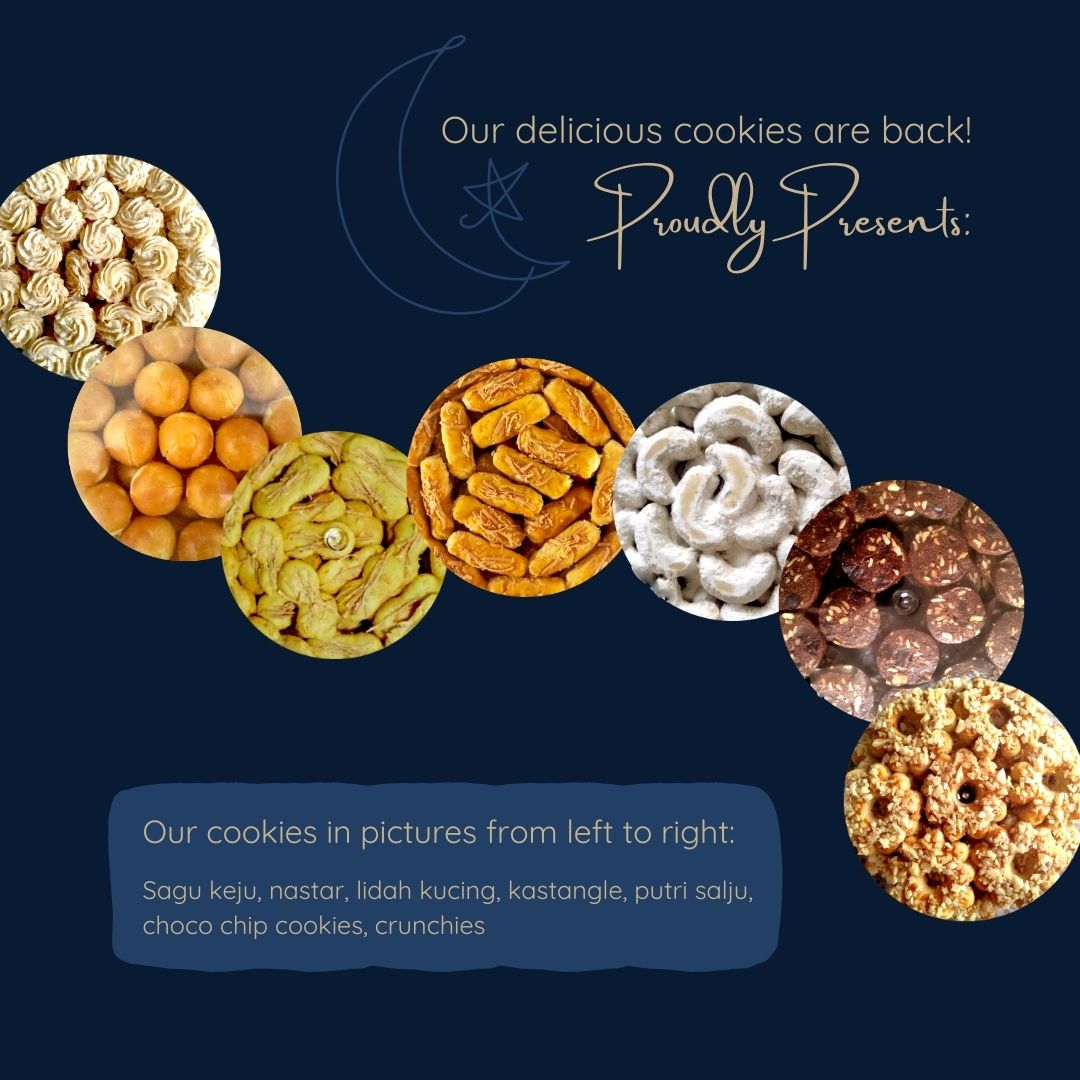 Our delicious cookies are back!
Proudly Presents:
Our cookies in pictures from left to right:
Sagu keju, nastar, lidah kucing, kastangle, putri salju,
choco chip cookies, crunchies